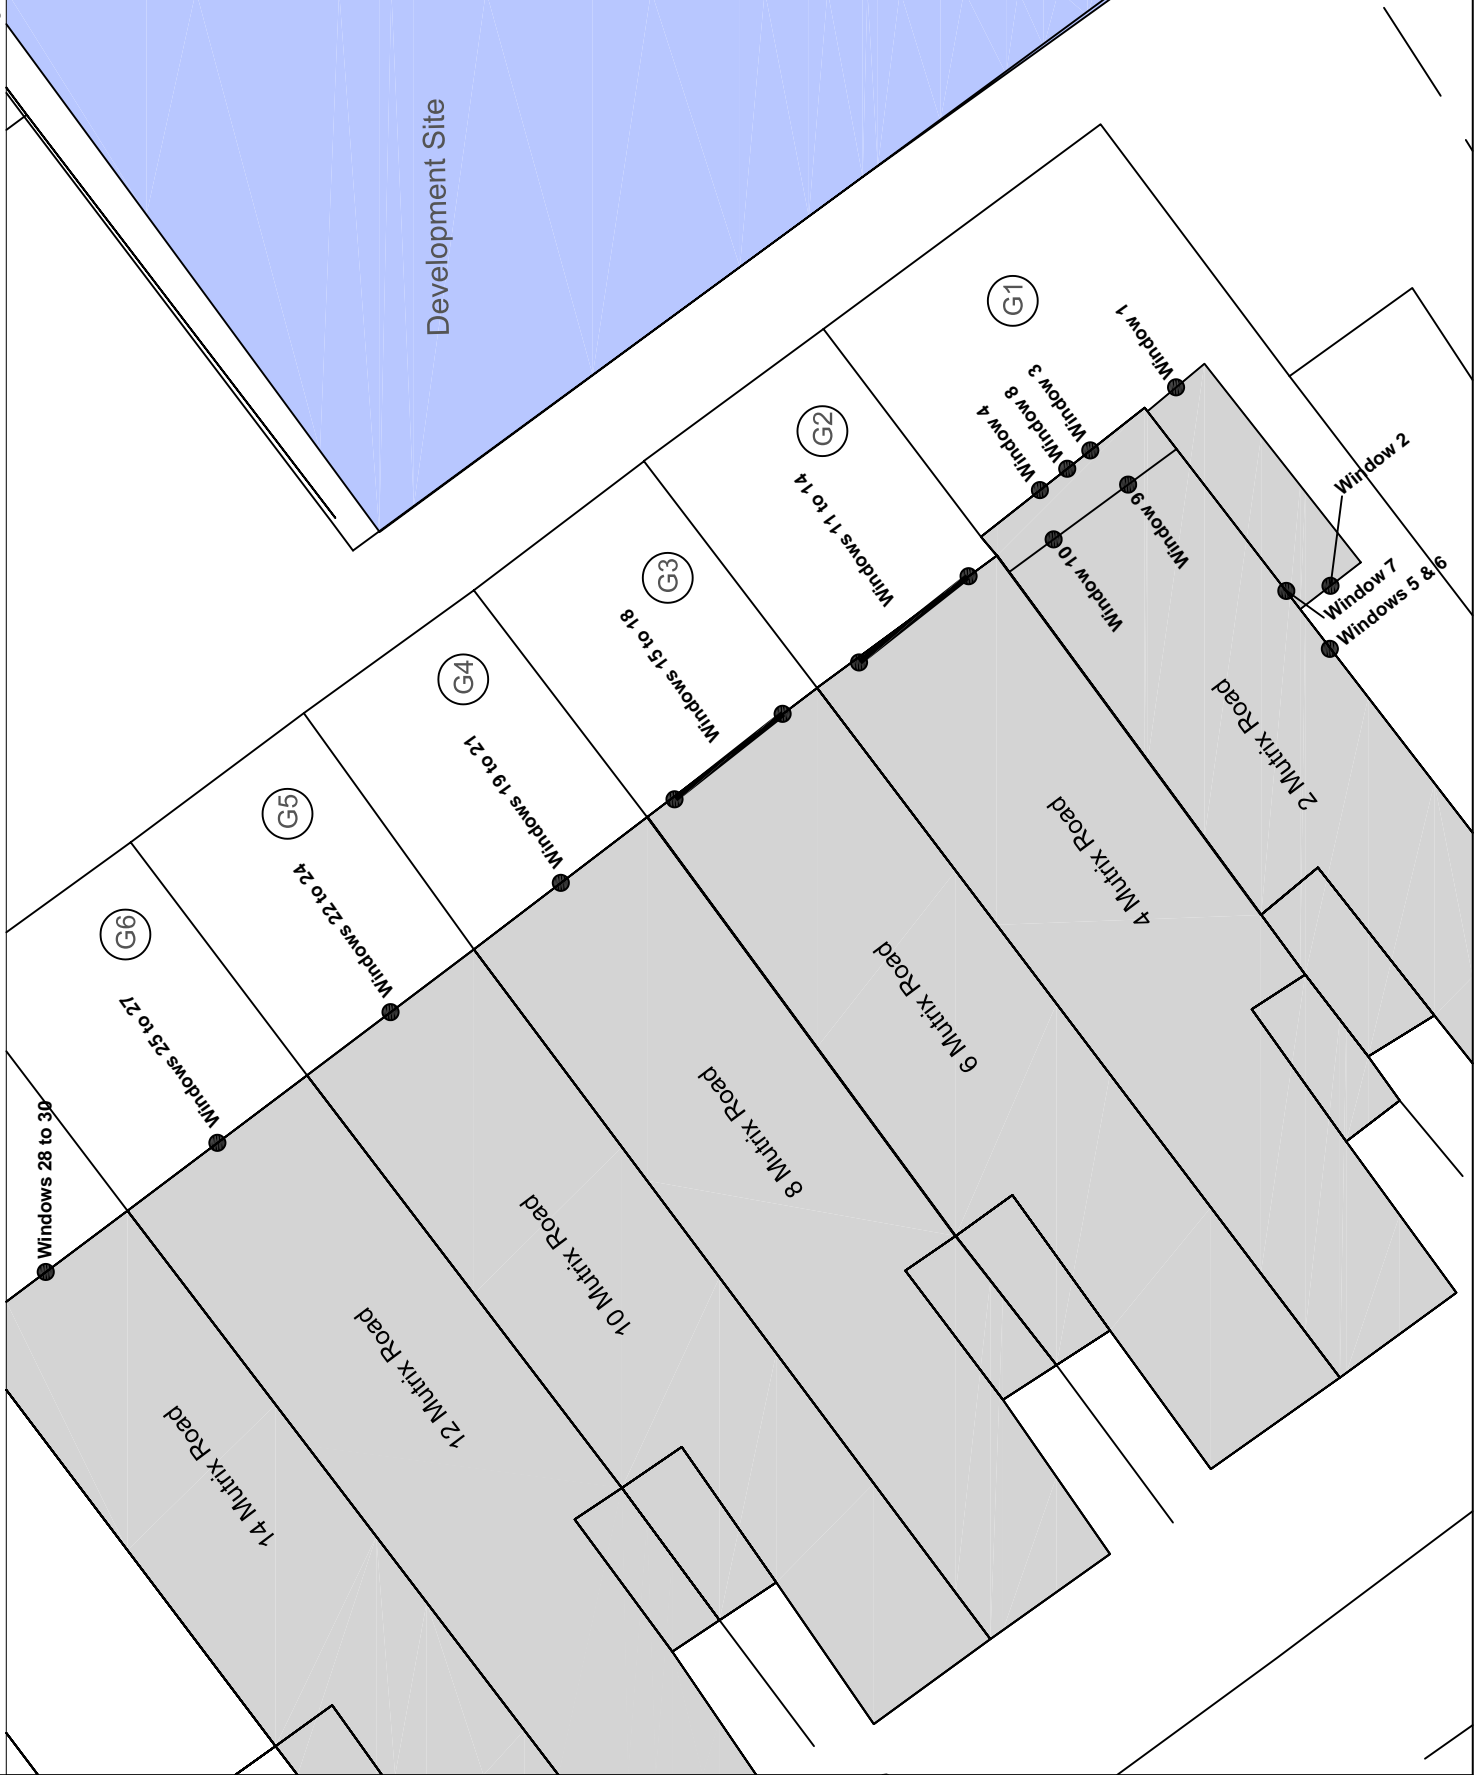 Development Site
G1
Window 1
Window 3
Window 8
Window 4
G2
Windows 11 to 14
Window 9
Window 10
Window 2
Window 7
Windows 5 & 6
G3
Windows 15 to 18
2 Mutrix Road
G4
Windows 19 to 21
4 Mutrix Road
G5
Windows 22 to 24
6 Mutrix Road
G6
Windows 25 to 27
8 Mutrix Road
Windows 28 to 30
10 Mutrix Road
12 Mutrix Road
14 Mutrix Road